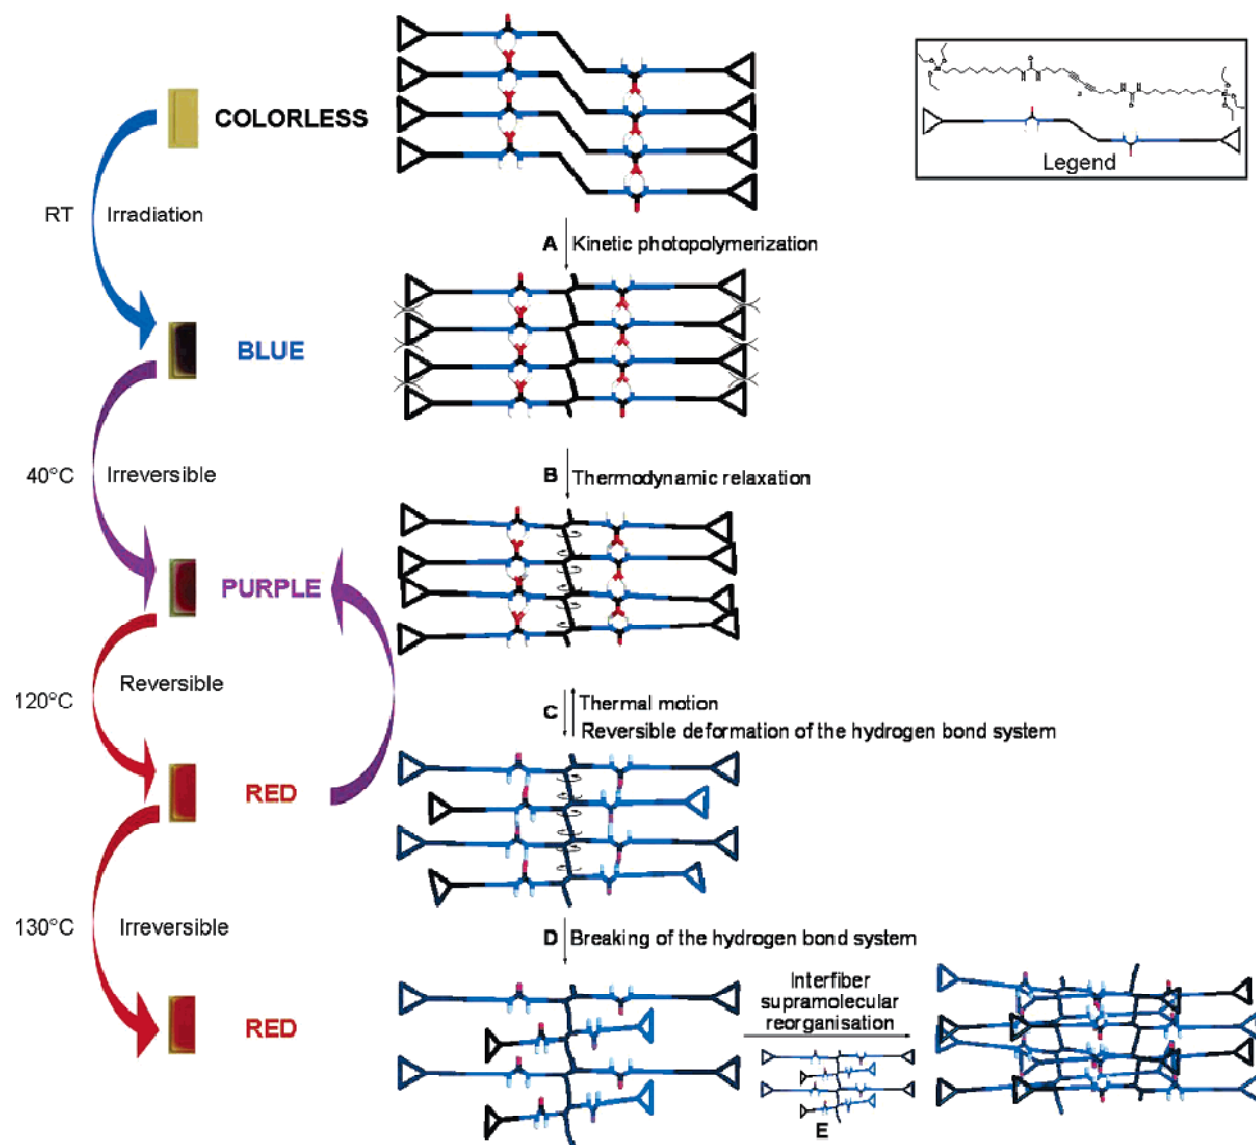 COLORLESS
Legend
RT
Irradiation
A
Kinetic photopolymerization
BLUE
40°C
Irreversible
B
Thermodynamic relaxation
PURPLE
120°C
Reversible
C
Thermal motion
Reversible deformation of the hydrogen bond system
RED
130°C
Irreversible
D
Breaking of the hydrogen bond system
RED
Interfiber
supramolecular
reorganisation
E